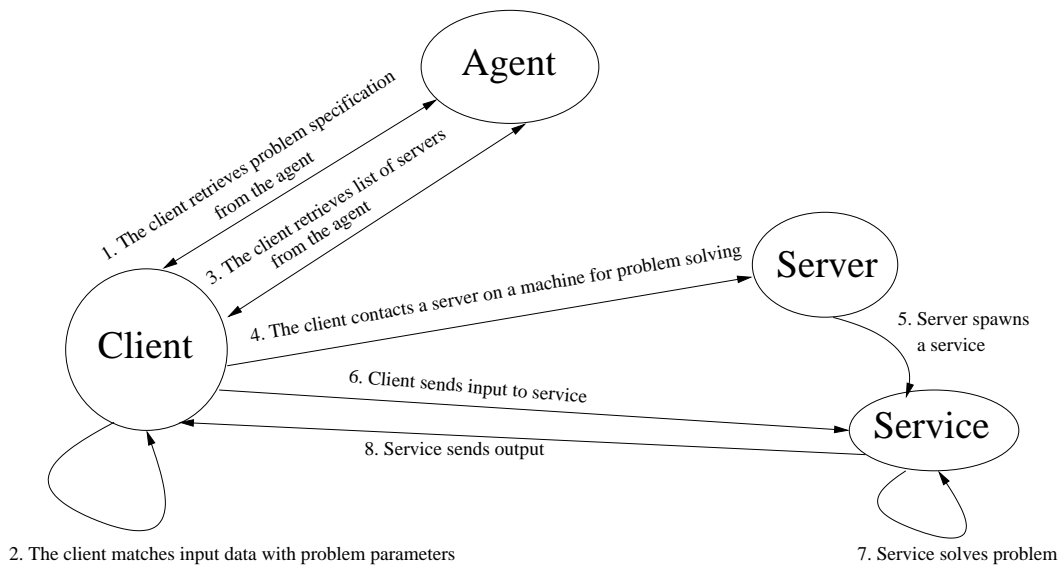 Agent
1. The client retrieves problem specification
from the agent
3. The client retrieves list of servers
from the agent
Server
4. The client contacts a server on a machine for problem solving
Client
5. Server spawns
a service
6. Client sends input to service
Service
8. Service sends output
2. The client matches input data with problem parameters
7. Service solves problem